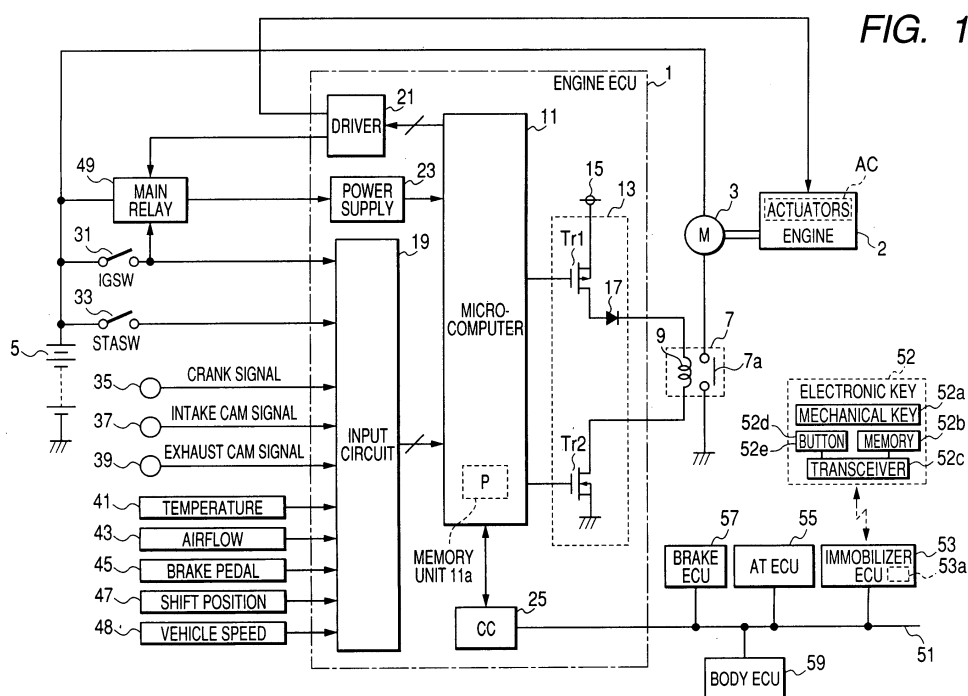 FIG. 1
ENGINE ECU
1
21
DRIVER
11
AC
49
MAIN
RELAY
23
POWER
SUPPLY
15
13
3
M
ACTUATORS
ENGINE
2
31
IGSW
19
Tr1
17
33
STASW
MICRO-
COMPUTER
5
7
9
7a
35
CRANK SIGNAL
37
INTAKE CAM SIGNAL
39
EXHAUST CAM SIGNAL
INPUT
CIRCUIT
Tr2
52
ELECTRONIC KEY
52a
MECHANICAL KEY
52d
BUTTON
52b
MEMORY
52e
TRANSCEIVER
52c
P
41
TEMPERATURE
43
AIRFLOW
45
BRAKE PEDAL
47
SHIFT POSITION
48
VEHICLE SPEED
MEMORY
UNIT 11a
57
BRAKE
ECU
55
AT ECU
53
IMMOBILIZER
ECU
53a
25
CC
51
BODY ECU
59